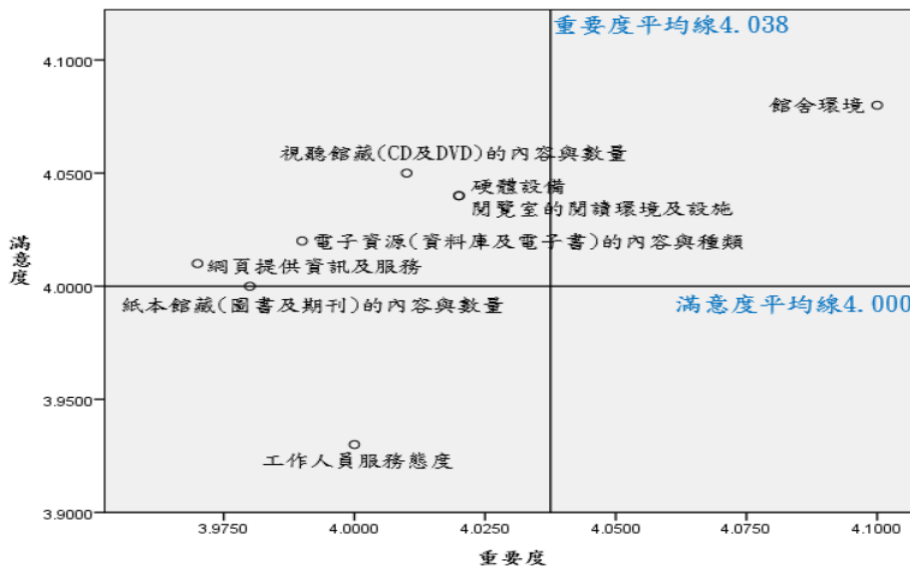 重要度平均線4.038
4.1000
館舍環境
視聽館藏(CD及DVD)的內容與數量
4.0500
硬體設備
閱覽室的閱讀環境及設施
滿意度
電子資源(資料庫及電子書)的內容與種類
網頁提供資訊及服務
4.0000
紙本館藏(圖書及期刊)的內容與數量
滿意度平均線4.000
3.9500
工作人員服務態度
3.9000
3.9750
4.0000
4.0250
4.0500
4.0750
4.1000
重要度